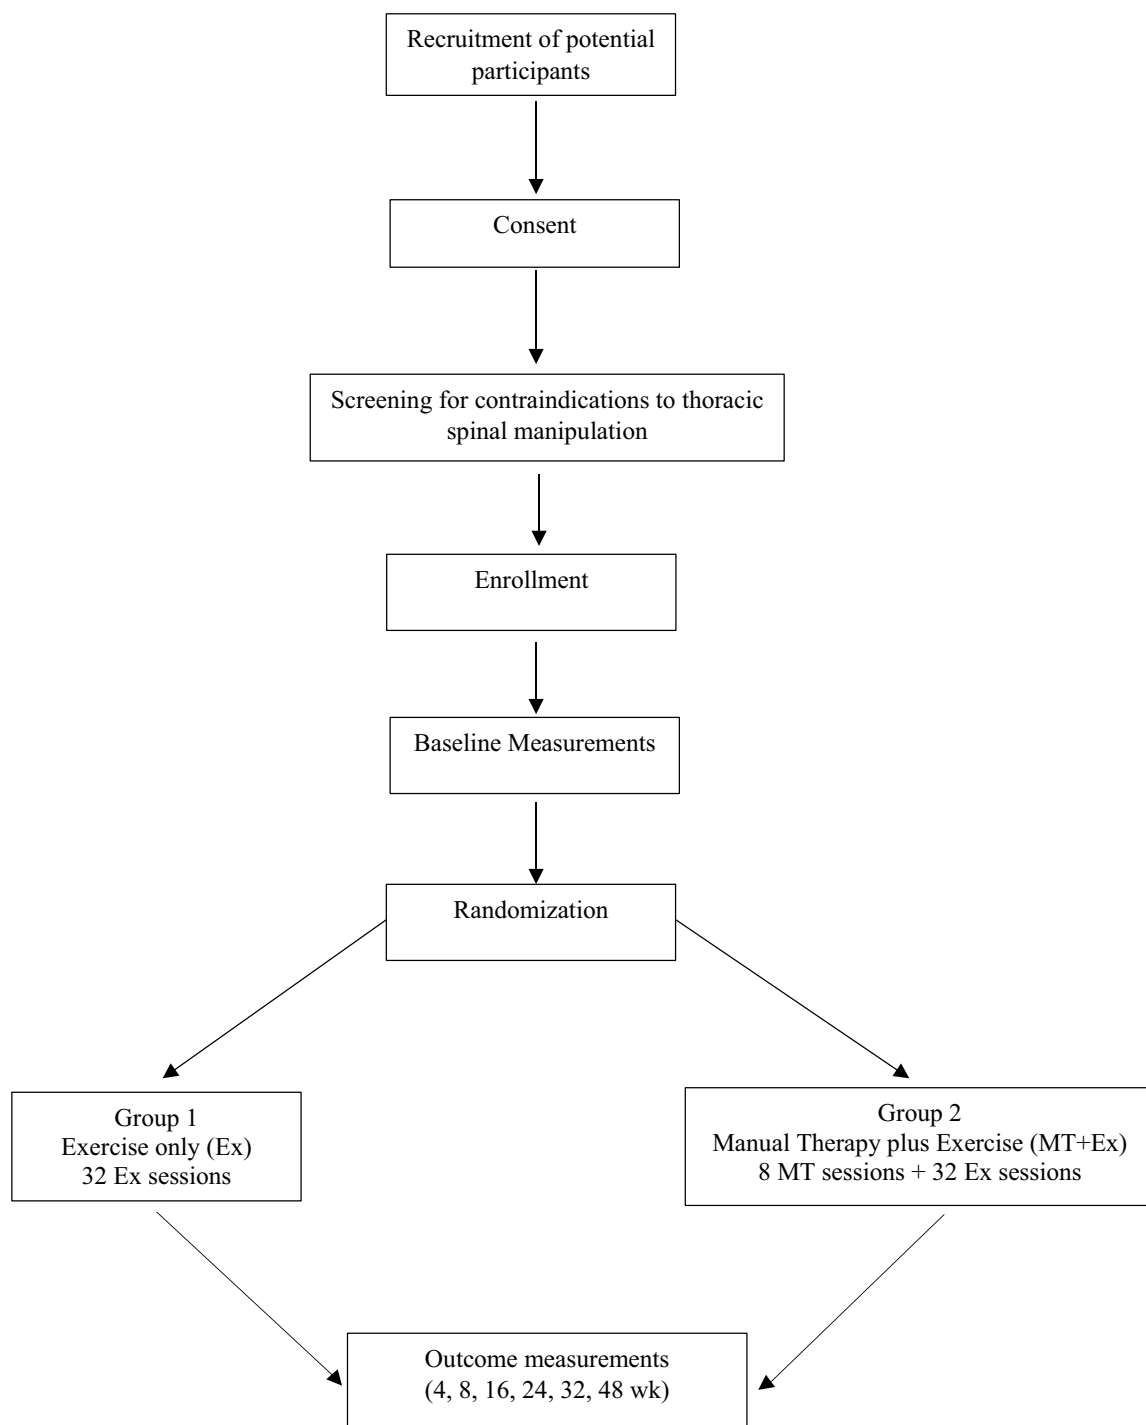 Recruitment of potential
participants
Consent
Screening for contraindications to thoracic
spinal manipulation
Enrollment
Baseline Measurements
Randomization
Group 1
Exercise only (Ex)
32 Ex sessions
Group 2
Manual Therapy plus Exercise (MT+Ex)
8 MT sessions + 32 Ex sessions
Outcome measurements
(4, 8, 16, 24, 32, 48 wk)